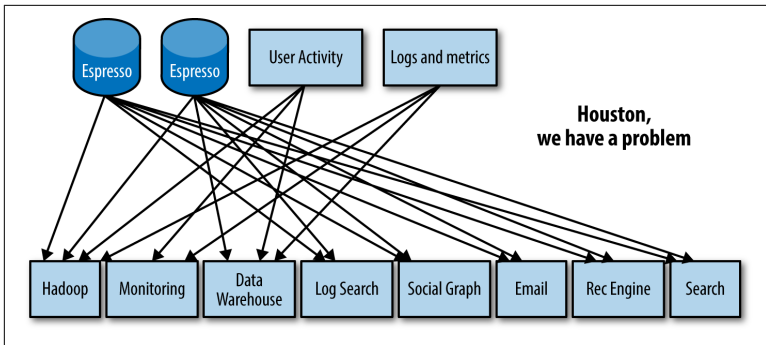 Espresso
Espresso
User Activity
Logs and metrics
Houston,
we have a problem
Hadoop
Monitoring
Data
Warehouse
Log Search
Social Graph
Email
Rec Engine
Search